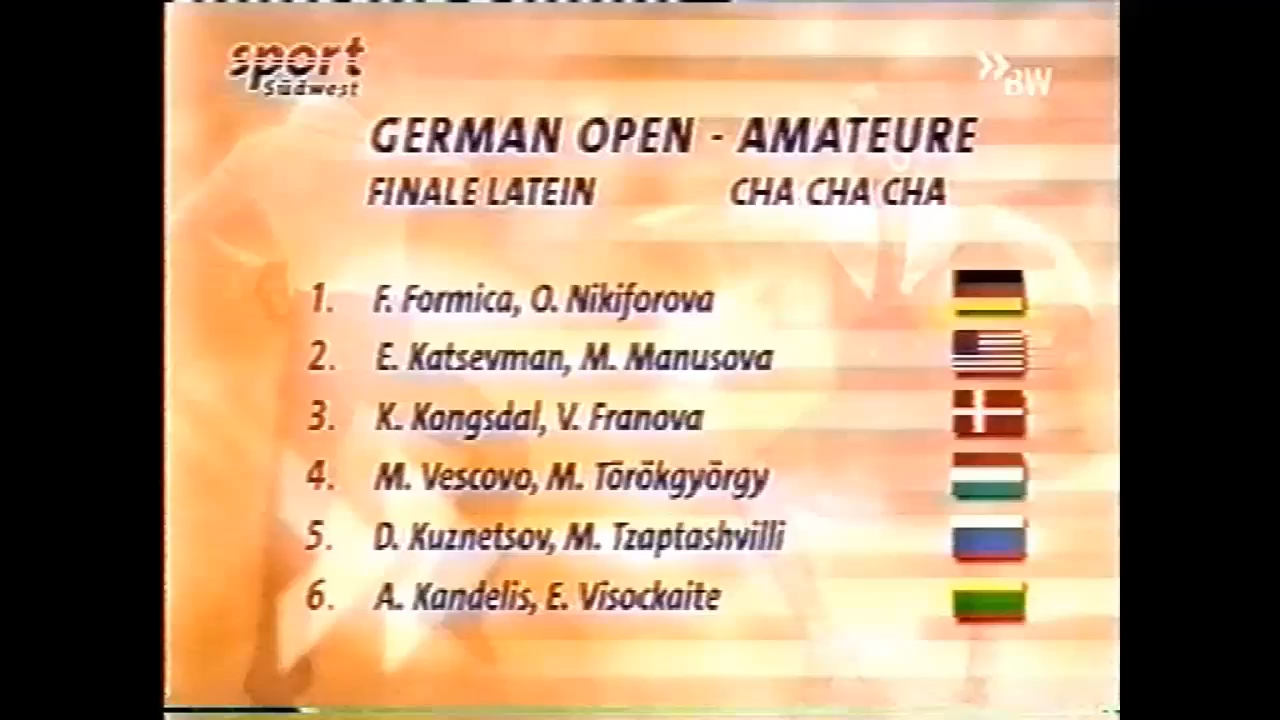 sport
Südwest
BW
GERMAN OPEN - AMATEURE
FINALE LATEIN CHA CHA CHA
1. F. Formica, O. Nikiforova
2. E. Katsevman, M. Manusova
3. K. Kongsdal, V. Franova
4. M. Vescovo, M. Törökgyörgy
5. D. Kuznetsov, M. Tzaptashvilli
6. A. Kandelis, E. Visockaite